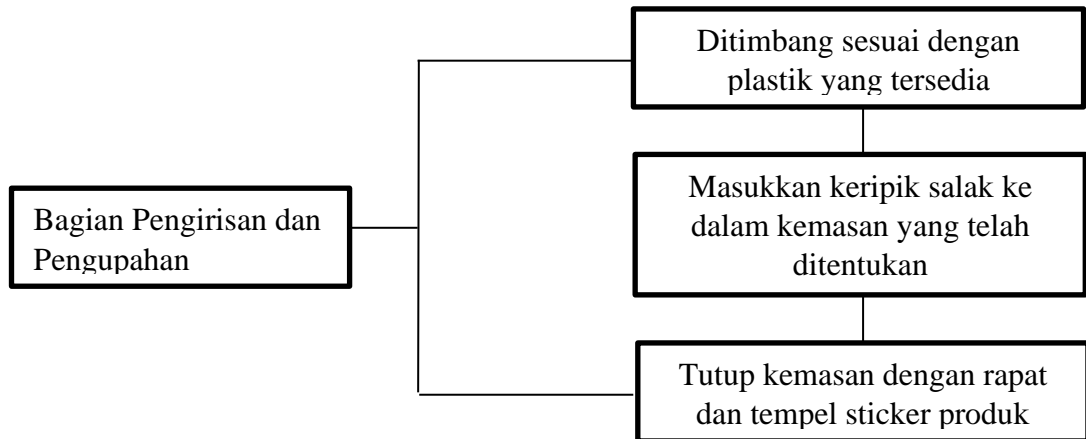 Ditimbang sesuai dengan
plastik yang tersedia
Bagian Pengirisan dan
Pengupahan
Masukkan keripik salak ke
dalam kemasan yang telah
ditentukan
Tutup kemasan dengan rapat
dan tempel sticker produk